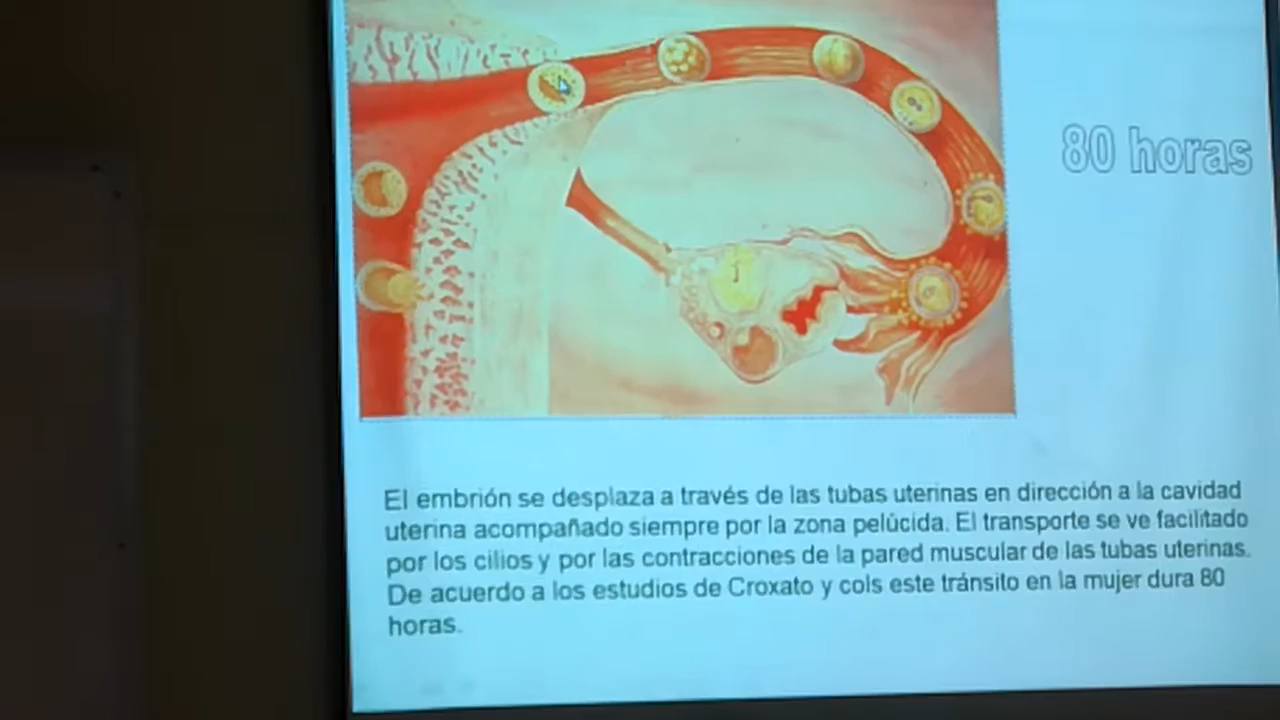 80 horas
El embrión se desplaza a través de las tubas uterinas en dirección a la cavidad
uterina acompañado siempre por la zona pelúcida. El transporte se ve facilitado
por los cilios y por las contracciones de la pared muscular de las tubas uterinas.
De acuerdo a los estudios de Croxato y cols este tránsito en la mujer dura 80
horas.